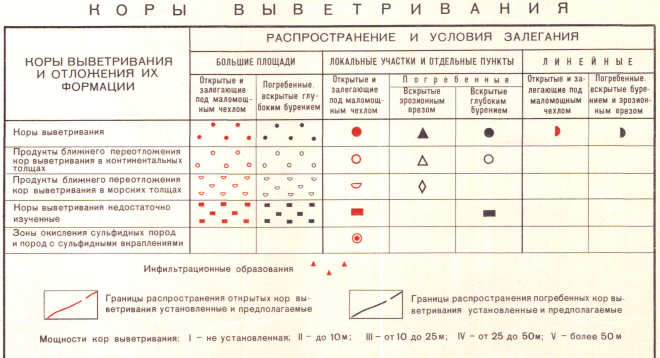 КОРЫ ВЫВЕТРИВАНИЯ
КОРЫ ВЫВЕТРИВАНИЯ
И ОТЛОЖЕНИЯ ИХ
ФОРМАЦИИ
РАСПРОСТРАНЕНИЕ И УСЛОВИЯ ЗАЛЕГАНИЯ
БОЛЬШИЕ ПЛОЩАДИ
ЛОКАЛЬНЫЕ УЧАСТКИ И ОТДЕЛЬНЫЕ ПУНКТЫ
ЛИНЕЙНЫЕ
Открытые и
залегающие
под маломощ-
ным чехлом
Погребенные,
вскрытые глу-
боким бурением
Открытые и
залегающие
под маломощ-
ным чехлом
Погребенные
Вскрытые
эрозионным
врезом
Вскрытые
глубоким
бурением
Открытые и за-
легающие под
маломощным
чехлом
Погребенные,
вскрытые буре-
нием и эрозион-
ным врезом
Коры выветривания
Продукты ближнего переотложения
кор выветривания в континентальных
толщах
Продукты ближнего переотложения
кор выветривания в морских толщах
Коры выветривания недостаточно
изученные
Зоны окисления сульфидных пород
и пород с сульфидными вкраплениями
Инфильтрационные образования
Границы распространения открытых кор вы-
ветривания установленные и предполагаемые
Границы распространения погребенных кор вы-
ветривания установленные и предполагаемые
Мощности кор выветривания: I – не установленная; II – до 10м; III – от 10 до 25м; IV – от 25 до 50м; V – более 50м